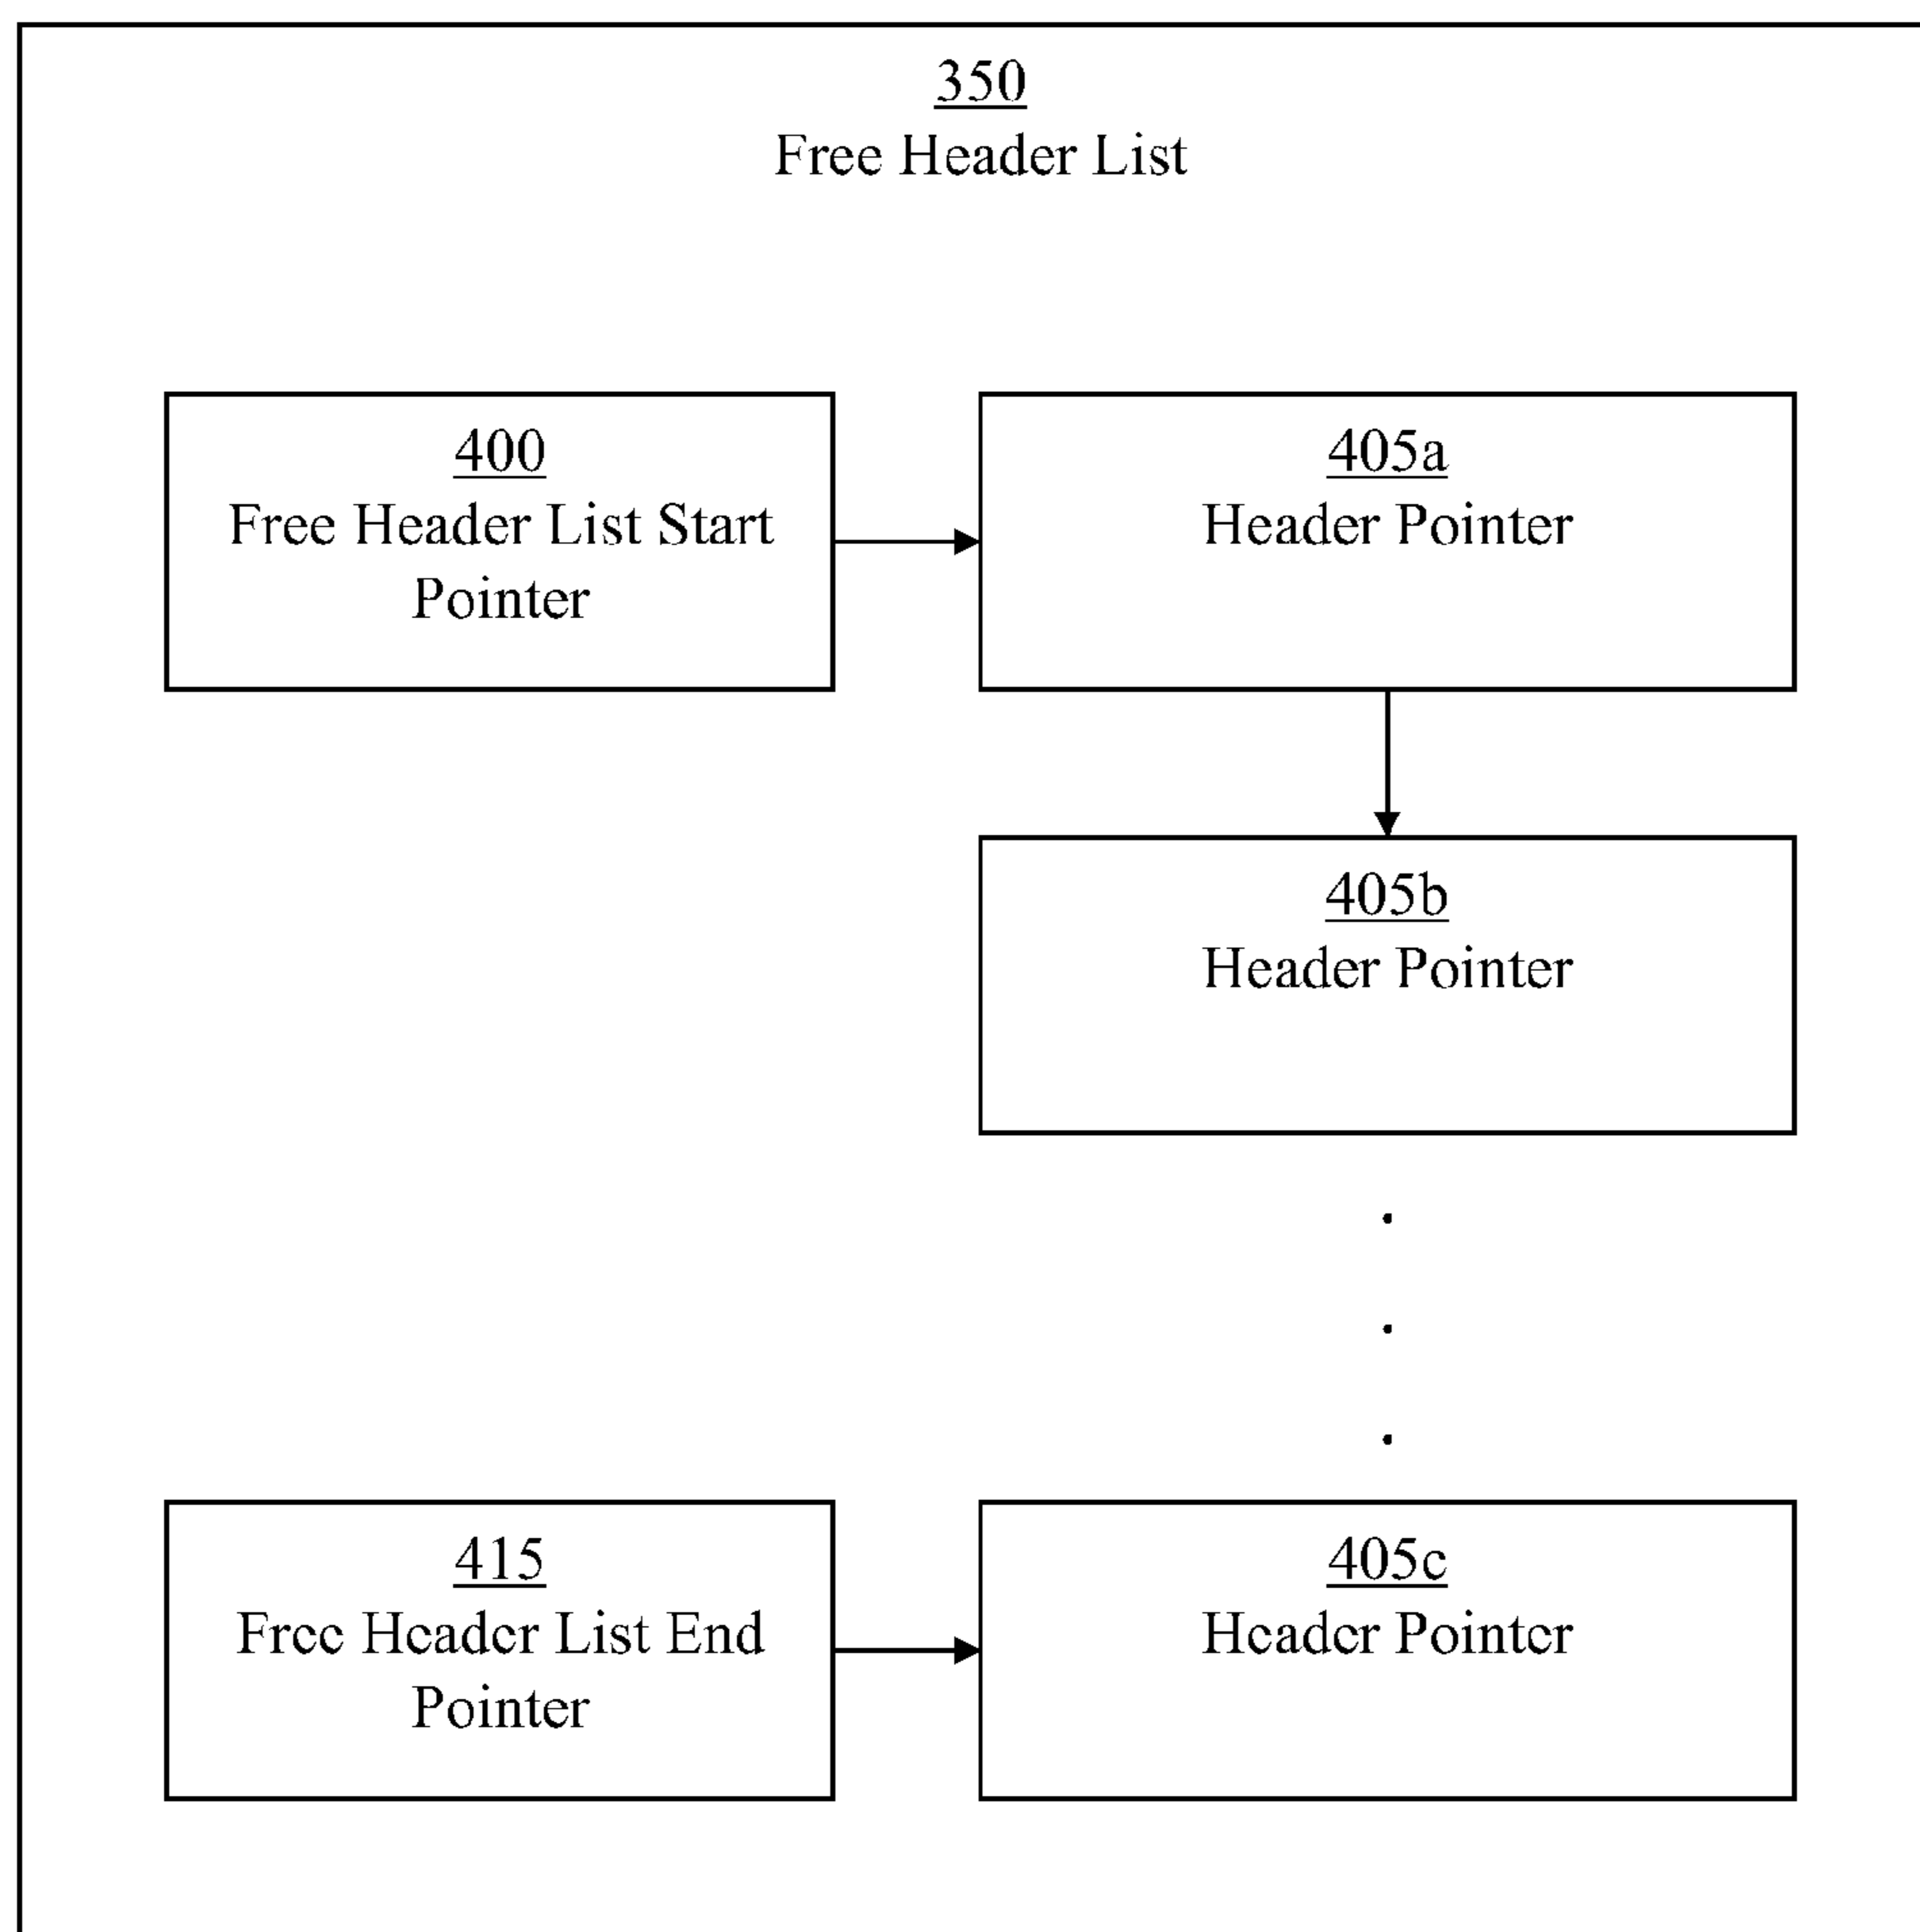 350
Free Header List
400
Free Header List Start
Pointer
405a
Header Pointer
405b
Header Pointer
.
.
.
415
Free Header List End
Pointer
405c
Header Pointer